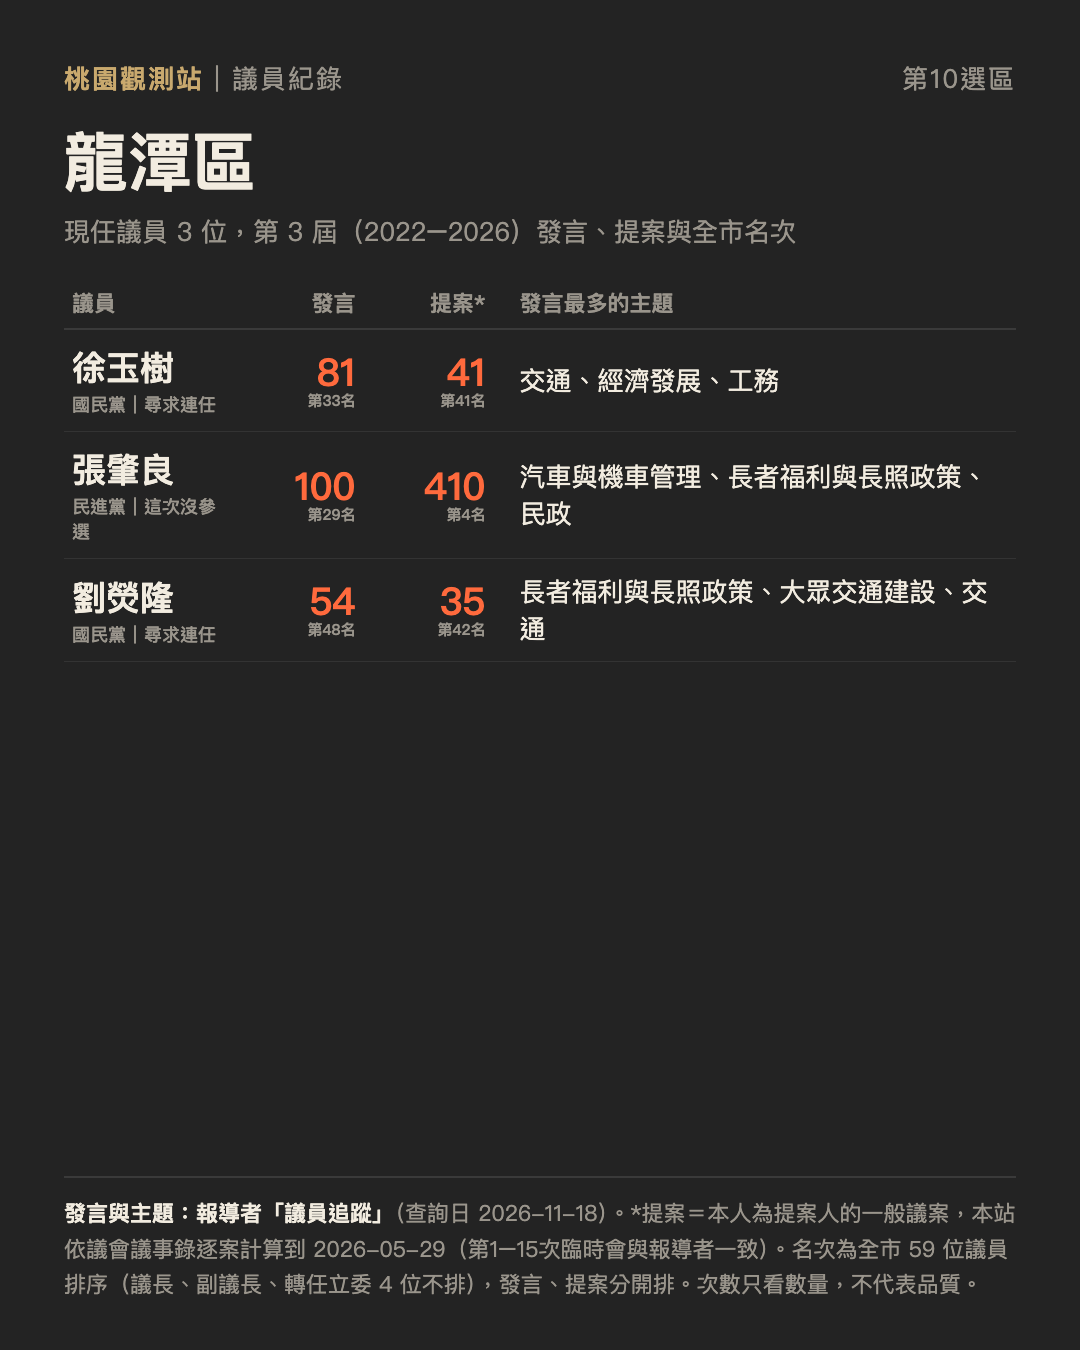 桃園觀測站｜議員紀錄
第10選區
龍潭區
現任議員 3 位，第 3 屆（2022—2026）發言、提案與全市名次
議員 發言 提案* 發言最多的主題
徐玉樹 81 41 交通、經濟發展、工務
國民黨｜尋求連任 第33名 第41名
張肇良 100 410 汽車與機車管理、長者福利與長照政策、
民進黨｜這次沒參 第29名 第4名 民政
選
劉熒隆 54 35 長者福利與長照政策、大眾交通建設、交
國民黨｜尋求連任 第48名 第42名 通
發言與主題：報導者「議員追蹤」（查詢日 2026–11–18）。*提案＝本人為提案人的一般議案，本站
依議會議事錄逐案計算到 2026–05–29（第1—15次臨時會與報導者一致）。名次為全市 59 位議員
排序（議長、副議長、轉任立委 4 位不排），發言、提案分開排。次數只看數量，不代表品質。